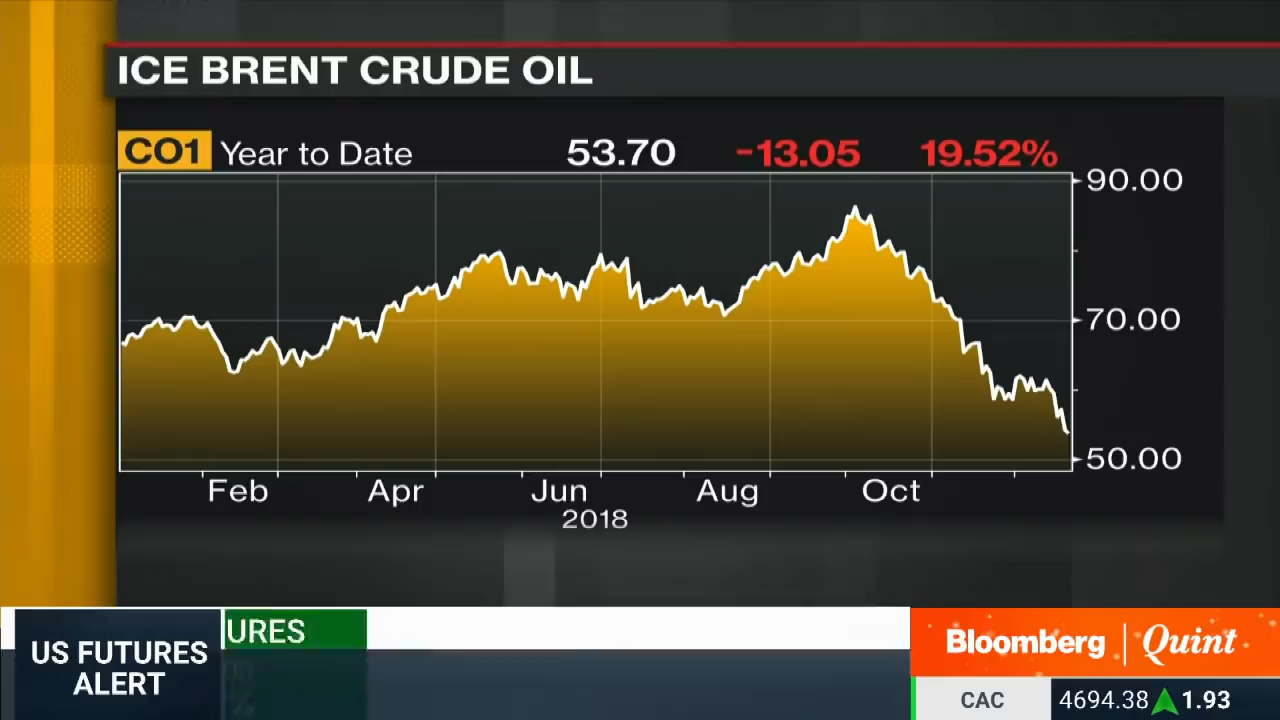 ICE BRENT CRUDE OIL
CO1 Year to Date 53.70 -13.05 19.52%
90.00
70.00
50.00
Feb Apr Jun Aug Oct
2018
US FUTURES
ALERT
URES
Bloomberg | Quint
CAC 4694.38 1.93